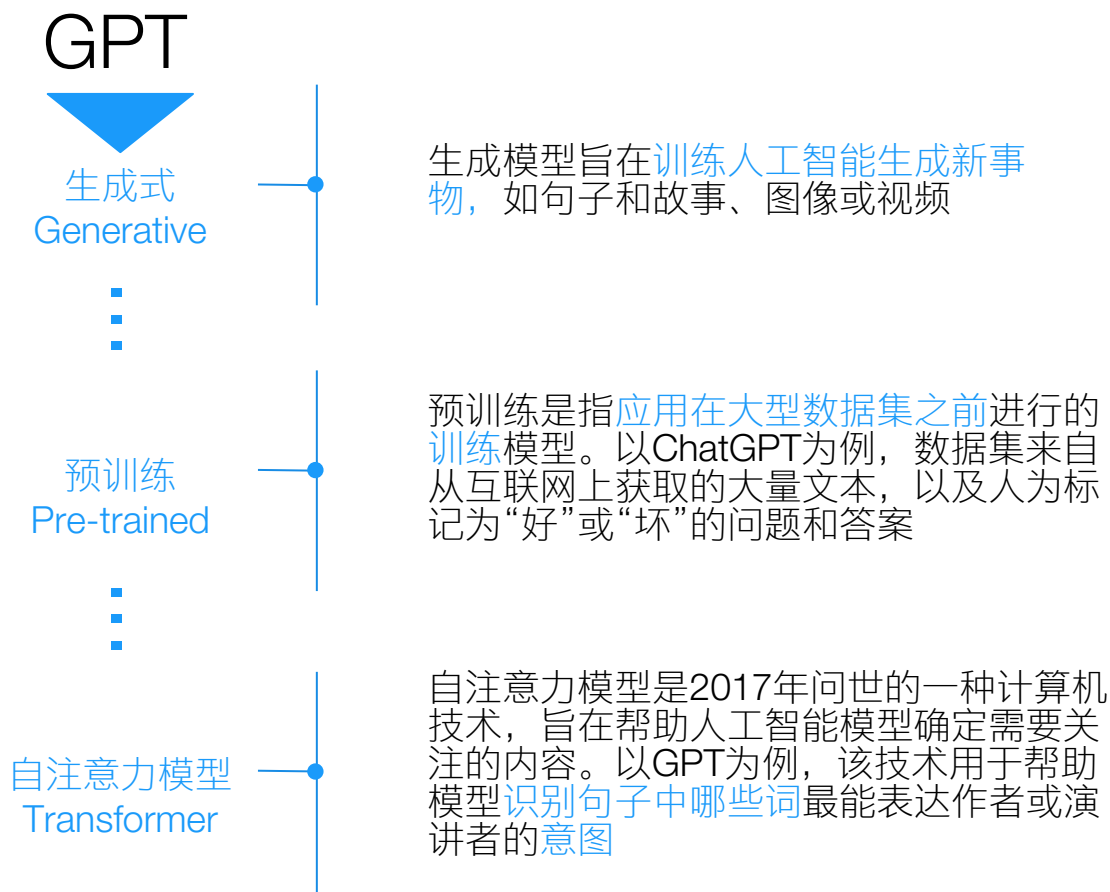 GPT
生成式
Generative
生成模型旨在训练人工智能生成新事
物，如句子和故事、图像或视频
预训练
Pre-trained
预训练是指应用在大型数据集之前进行的
训练模型。以ChatGPT为例，数据集来自
从互联网上获取的大量文本，以及人为标
记为“好”或“坏”的问题和答案
自注意力模型
Transformer
自注意力模型是2017年问世的一种计算机
技术，旨在帮助人工智能模型确定需要关
注的内容。以GPT为例，该技术用于帮助
模型识别句子中哪些词最能表达作者或演
讲者的意图